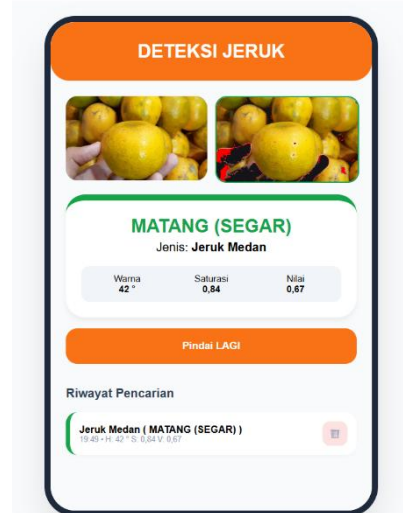 DETEKSI JERUK
MATANG (SEGAR)
Jenis: Jeruk Medan
Warna Saturasi Nilai
42 ° 0,84 0,67
Pindai LAGI
Riwayat Pencarian
Jeruk Medan ( MATANG (SEGAR) )
19.49 • H: 42 ° S: 0,84 V: 0,67